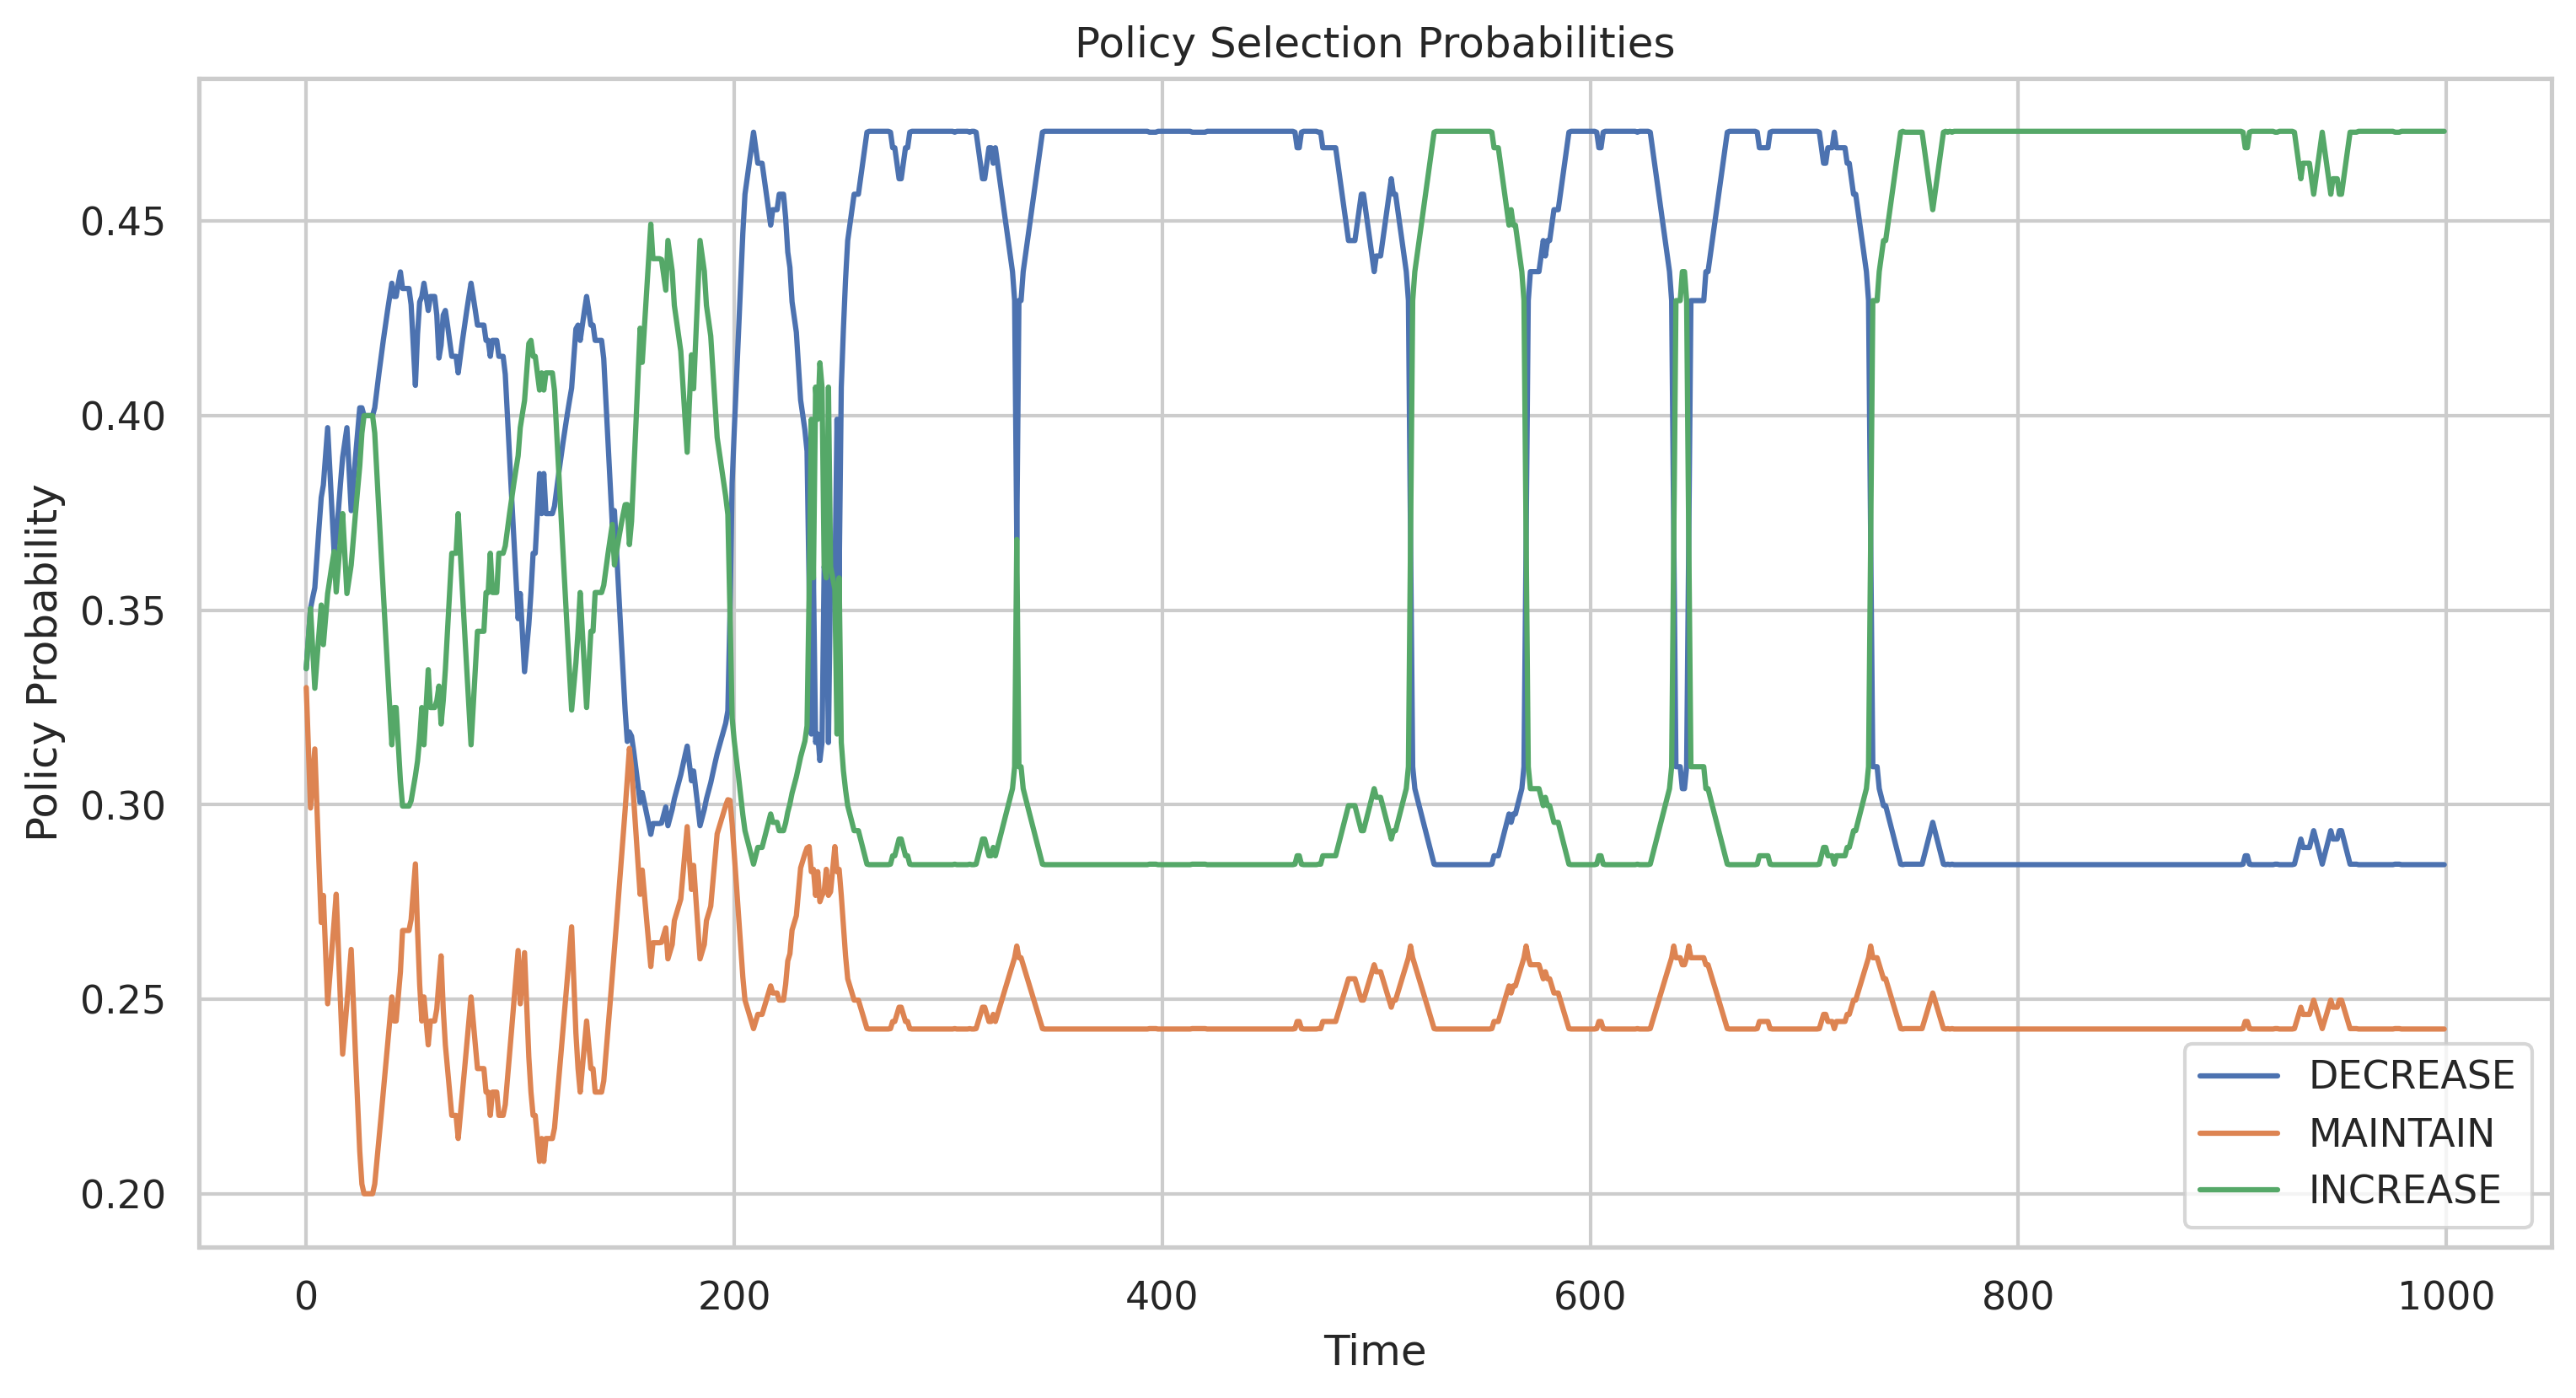 Policy Selection Probabilities
Policy Probability
0.45
0.40
0.35
0.30
0.25
0.20
0 200 400 600 800 1000
Time
DECREASE
MAINTAIN
INCREASE